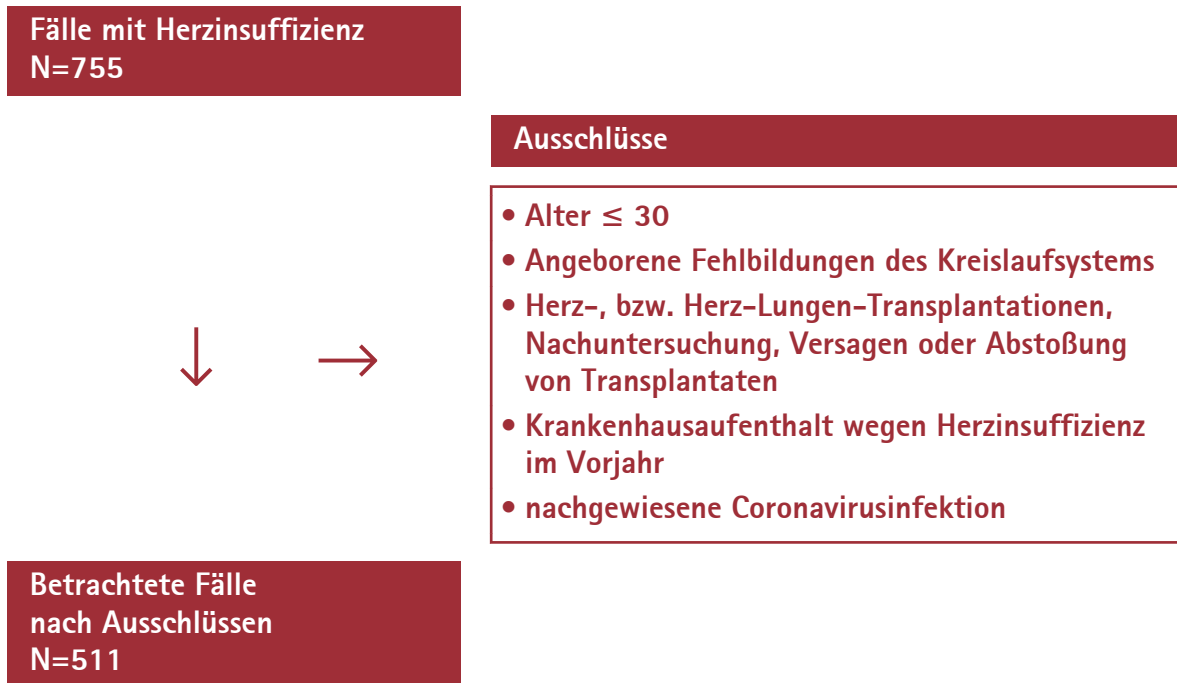 Fälle mit Herzinsuffizienz
N=755
Ausschlüsse
• Alter ≤ 30
• Angeborene Fehlbildungen des Kreislaufsystems
• Herz-, bzw. Herz-Lungen-Transplantationen,
Nachuntersuchung, Versagen oder Abstoßung
von Transplantaten
• Krankenhausaufenthalt wegen Herzinsuffizienz
im Vorjahr
• nachgewiesene Coronavirusinfektion
Betrachtete Fälle
nach Ausschlüssen
N=511